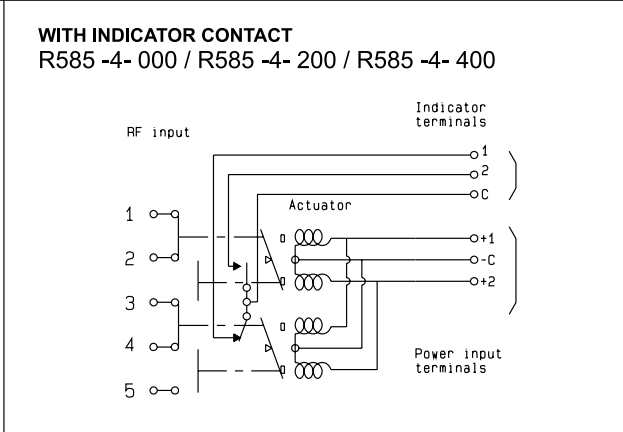 WITH INDICATOR CONTACT
R585 -4- 000 / R585 -4- 200 / R585 -4- 400
Indicator
terminals
RF input
1
2
C
Actuator
1
2
3
4
5
+1
-C
+2
Power input
terminals